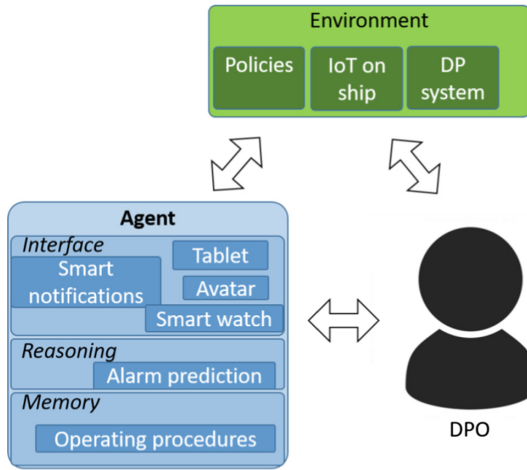 Environment
Policies
IoT on
ship
DP
system
Agent
Interface
Smart
notifications
Tablet
Avatar
Smart watch
Reasoning
Alarm prediction
Memory
Operating procedures
DPO